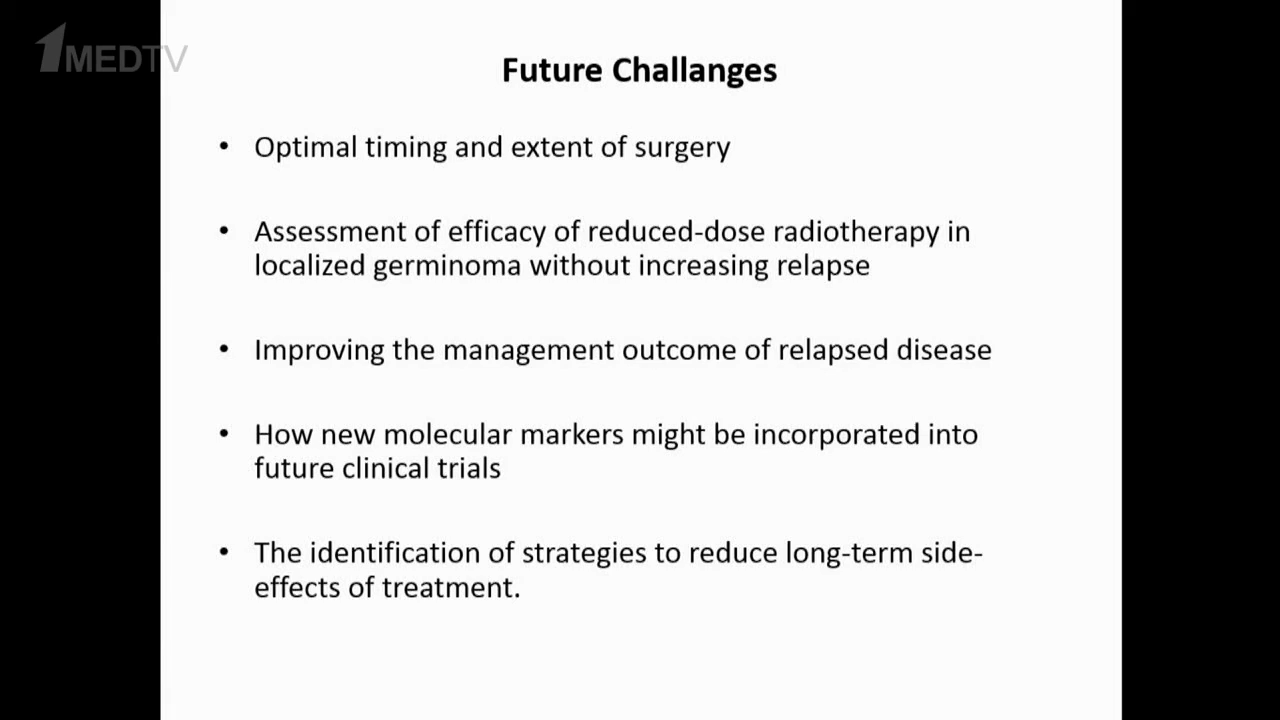 1MEDTV
Future Challanges
• Optimal timing and extent of surgery
• Assessment of efficacy of reduced-dose radiotherapy in
localized germinoma without increasing relapse
• Improving the management outcome of relapsed disease
• How new molecular markers might be incorporated into
future clinical trials
• The identification of strategies to reduce long-term side-
effects of treatment.